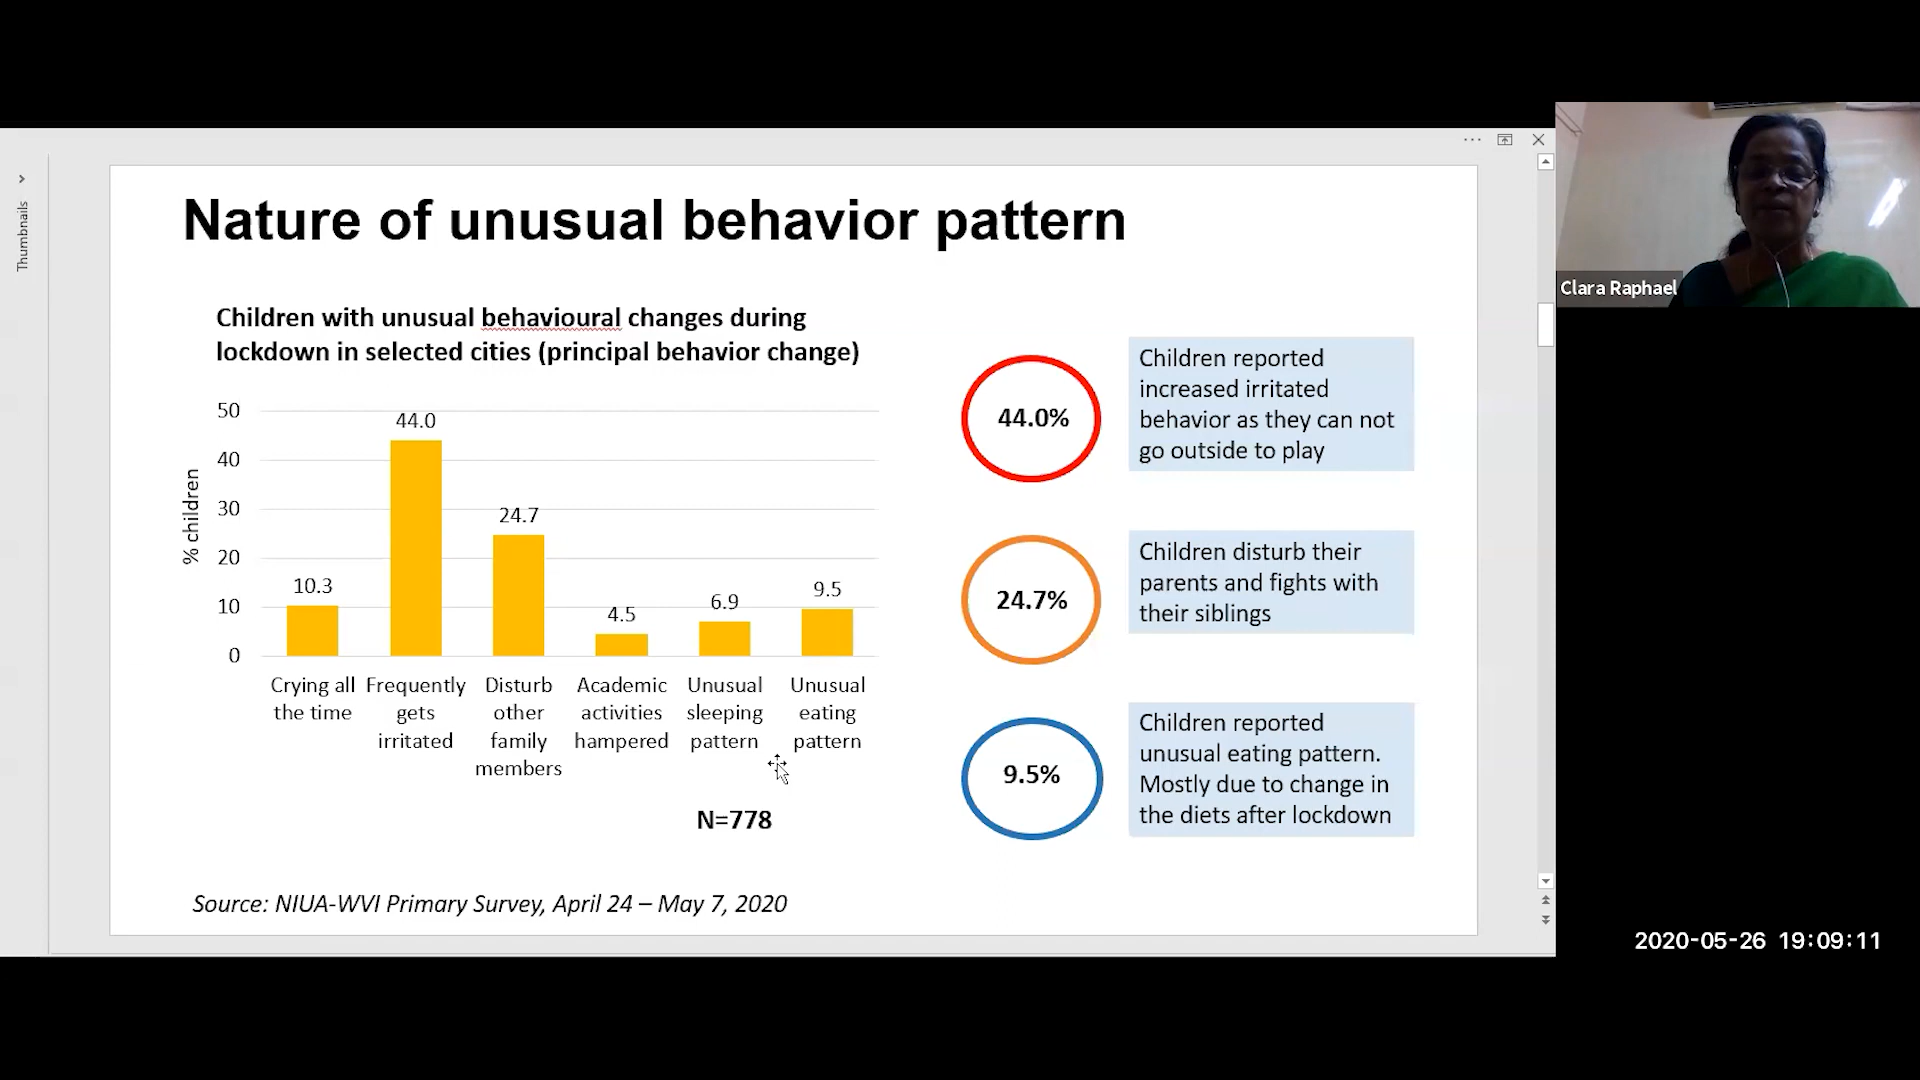 Thumbnails
Nature of unusual behavior pattern
Children with unusual behavioural changes during
lockdown in selected cities (principal behavior change)
% children
50
40
30
20
10
0
10.3
44.0
24.7
4.5
6.9
9.5
Crying all
the time
Frequently
gets
irritated
Disturb
other
family
members
Academic
activities
hampered
Unusual
sleeping
pattern
Unusual
eating
pattern
N=778
Source: NIUA-WVI Primary Survey, April 24 – May 7, 2020
44.0%
Children reported
increased irritated
behavior as they can not
go outside to play
24.7%
Children disturb their
parents and fights with
their siblings
9.5%
Children reported
unusual eating pattern.
Mostly due to change in
the diets after lockdown
Clara Raphael
2020-05-26 19:09:11